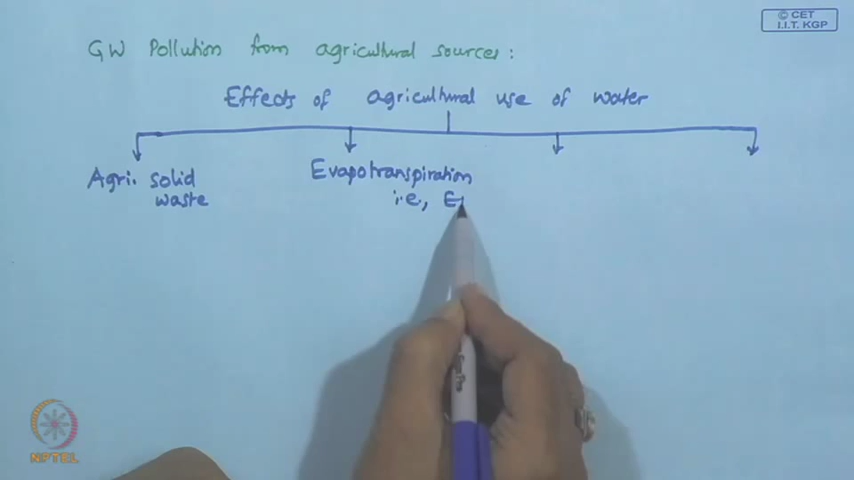 © CET
I.I.T. KGP
GW Pollution from agricultural sources:
Effects of agricultural use of water
Agri. solid
waste
Evapotranspiration
i.e, E
NPTEL